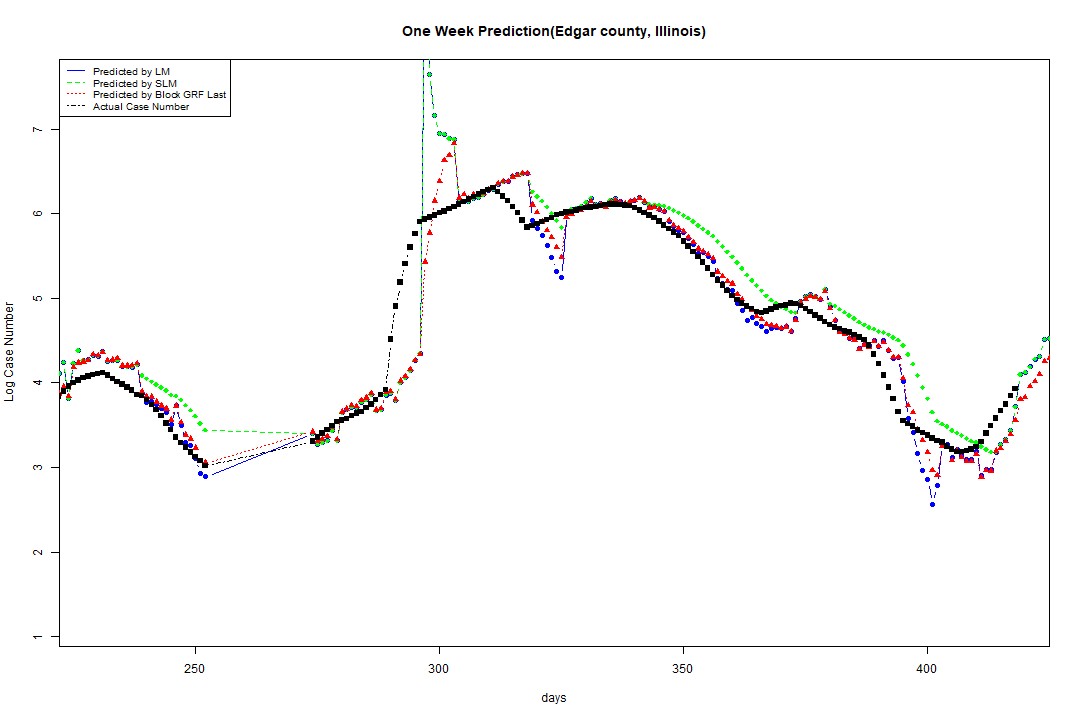 One Week Prediction(Edgar county, Illinois)
Predicted by LM
Predicted by SLM
Predicted by Block GRF Last
Actual Case Number
7
6
5
4
3
2
1
Log Case Number
250 300 350 400
days